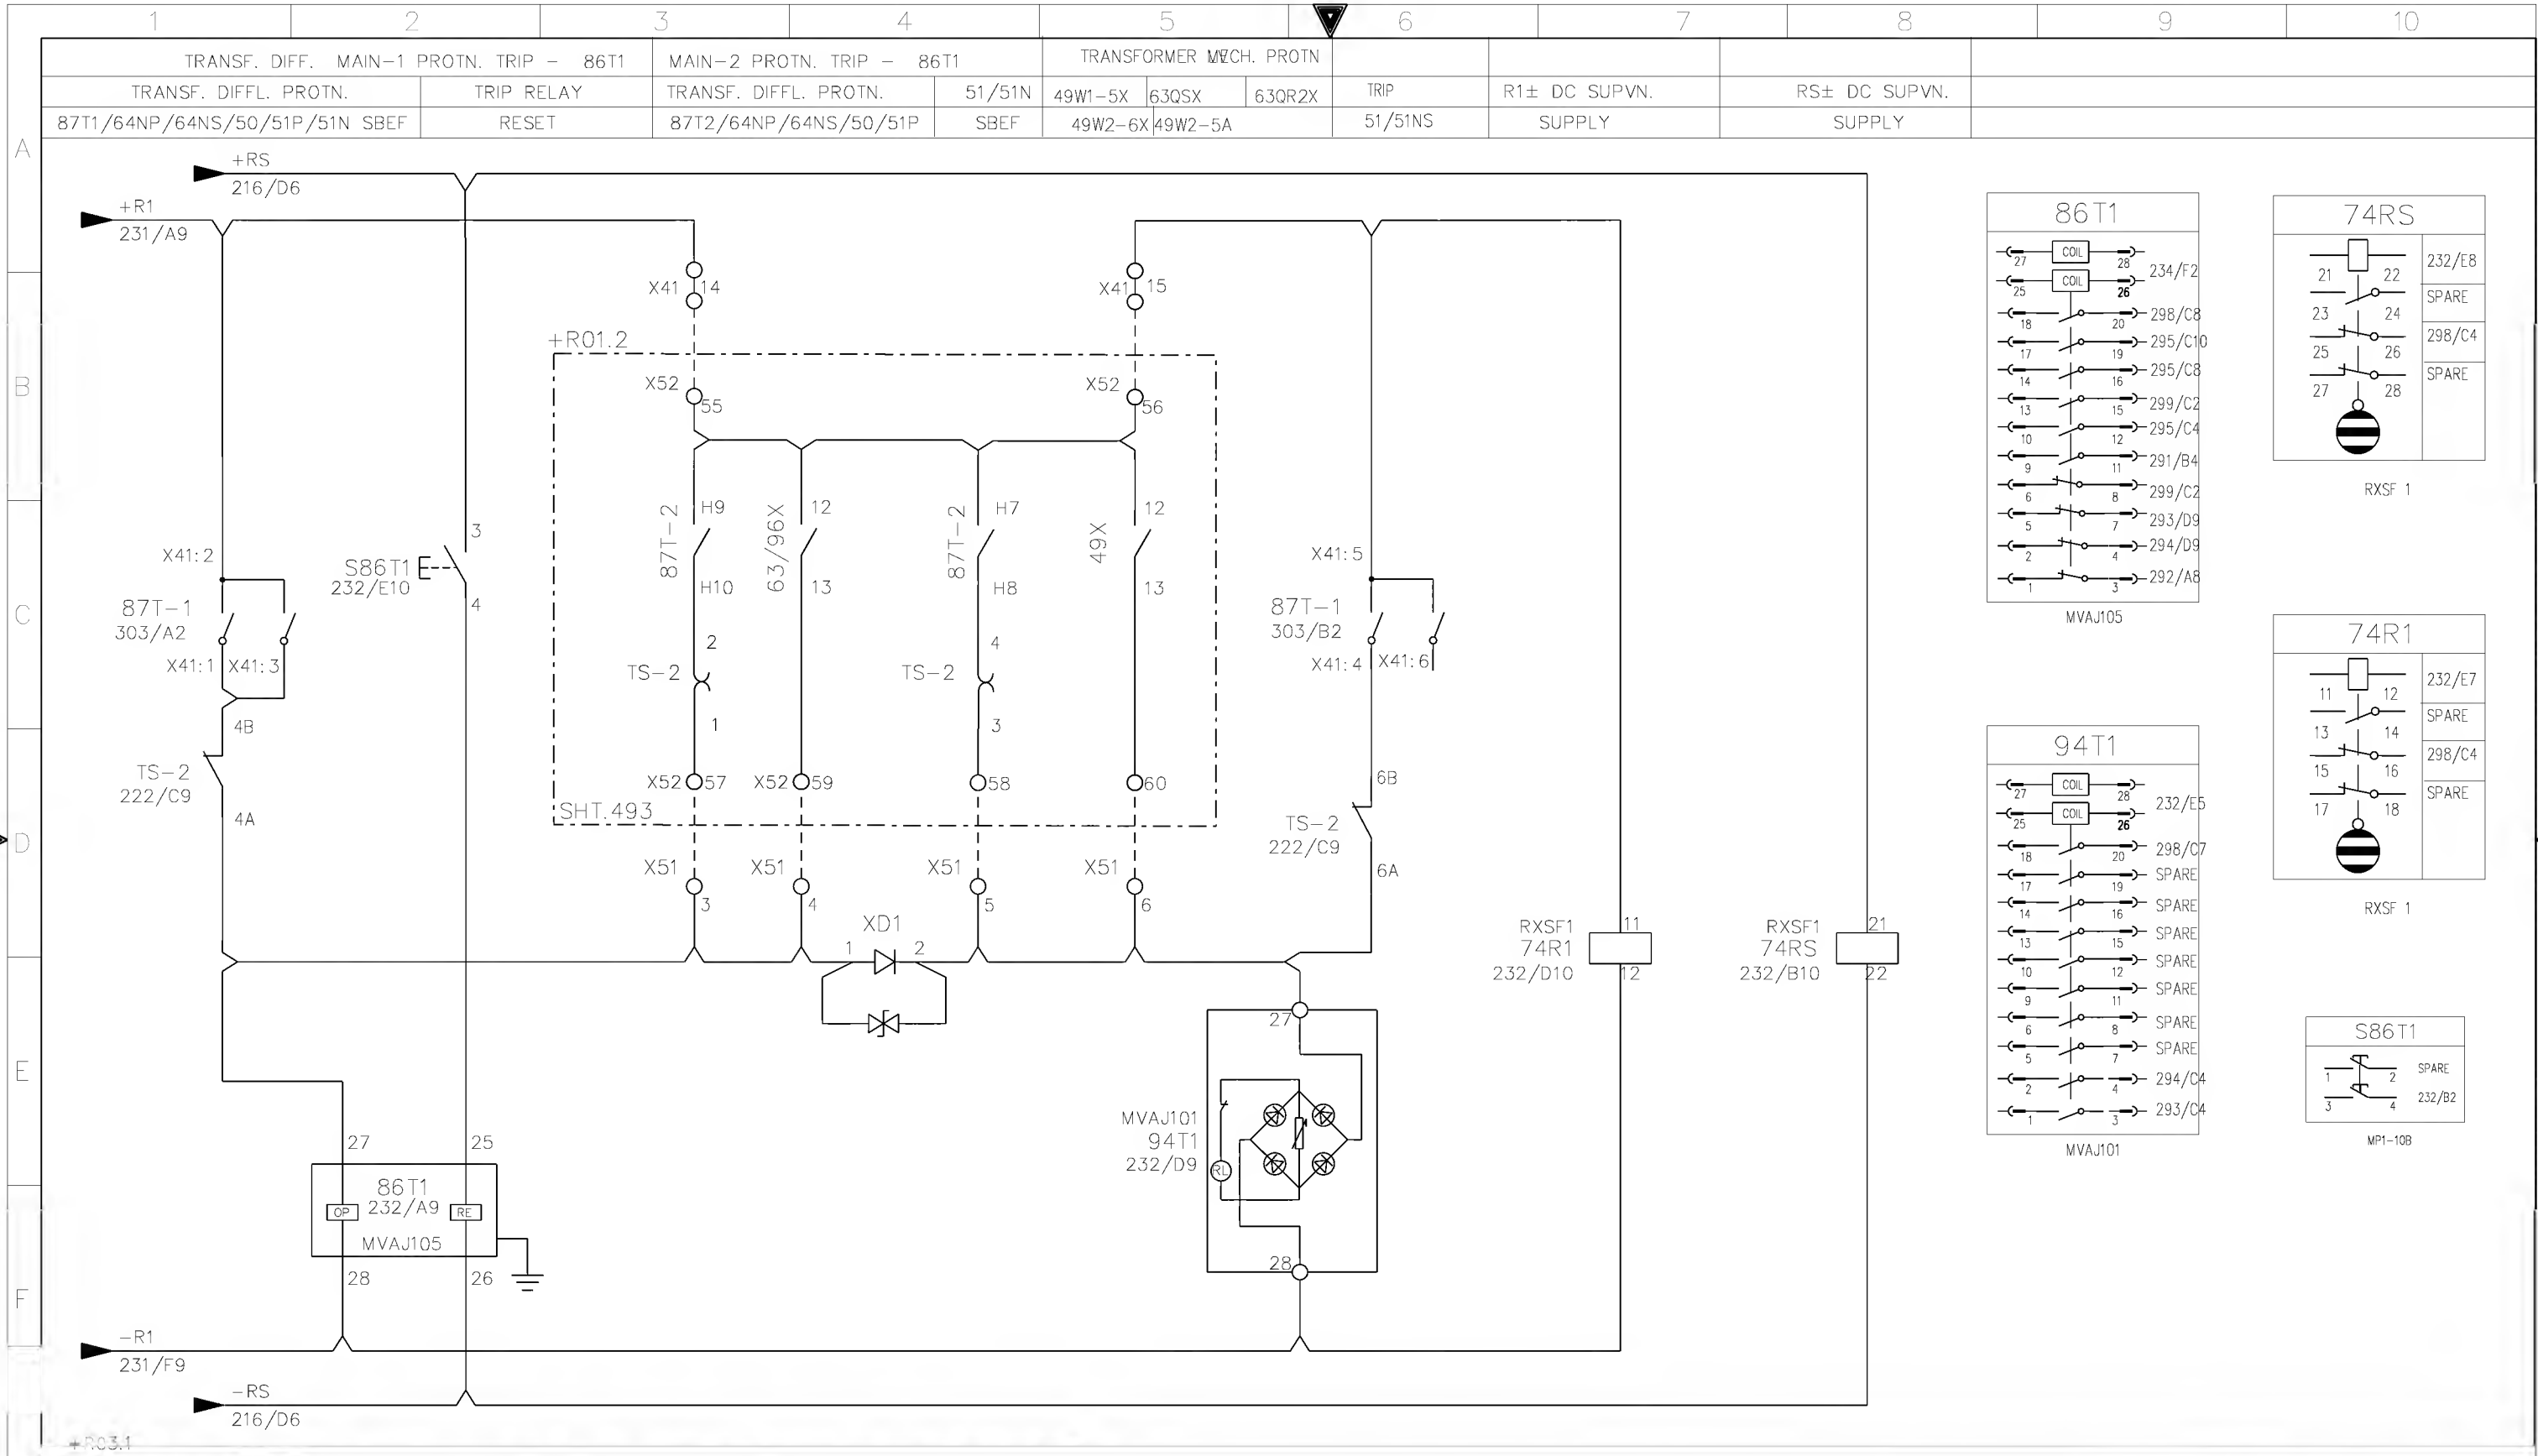 1 2 3 4 5 6 7 8 9 10
TRANSF. DIFF. MAIN-1 PROTN. TRIP - 86T1
MAIN-2 PROTN. TRIP - 86T1
TRANSFORMER MECH. PROTN
TRANSF. DIFFL. PROTN.
TRIP RELAY
TRANSF. DIFFL. PROTN.
51/51N
49W1-5X
63QSX
63QR2X
TRIP
R1± DC SUPVN.
RS± DC SUPVN.
87T1/64NP/64NS/50/51P/51N SBEF
RESET
87T2/64NP/64NS/50/51P
SBEF
49W2-6X
49W2-5A
51/51NS
SUPPLY
SUPPLY
A
B
C
D
E
F
+RS
216/D6
+R1
231/A9
X41:2
87T-1
303/A2
X41:1
X41:3
4B
TS-2
222/C9
4A
3
S86T1
232/E10
4
X41
14
X41
15
+R01.2
X52
55
X52
56
87T-2
H9
H10
2
TS-2
1
X52
57
63/96X
12
13
X52
59
87T-2
H7
H8
4
TS-2
3
58
49X
12
13
60
SHT.493
X51
3
X51
4
X51
5
X51
6
XD1
1
2
X41:5
87T-1
303/B2
X41:4
X41:6
6B
TS-2
222/C9
6A
RXSF1
74R1
232/D10
11
12
RXSF1
74RS
232/B10
21
22
27
MVAJ101
94T1
232/D9
RL
28
27
25
86T1
232/A9
OP
RE
MVAJ105
28
26
-R1
231/F9
-RS
216/D6
+R03.1
86T1
27 COIL 28
234/F2
25 COIL 26
18 20 298/C8
17 19 295/C10
14 16 295/C8
13 15 299/C2
10 12 295/C4
9 11 291/B4
6 8 299/C2
5 7 293/D9
2 4 294/D9
1 3 292/A8
MVAJ105
94T1
27 COIL 28
232/E5
25 COIL 26
18 20 298/C7
17 19 SPARE
14 16 SPARE
13 15 SPARE
10 12 SPARE
9 11 SPARE
6 8 SPARE
5 7 SPARE
2 4 294/C4
1 3 293/C4
MVAJ101
74RS
21 22 232/E8
23 24 SPARE
25 26 298/C4
27 28 SPARE
RXSF 1
74R1
11 12 232/E7
13 14 SPARE
15 16 298/C4
17 18 SPARE
RXSF 1
S86T1
1 2 SPARE
3 4 232/B2
MP1-10B